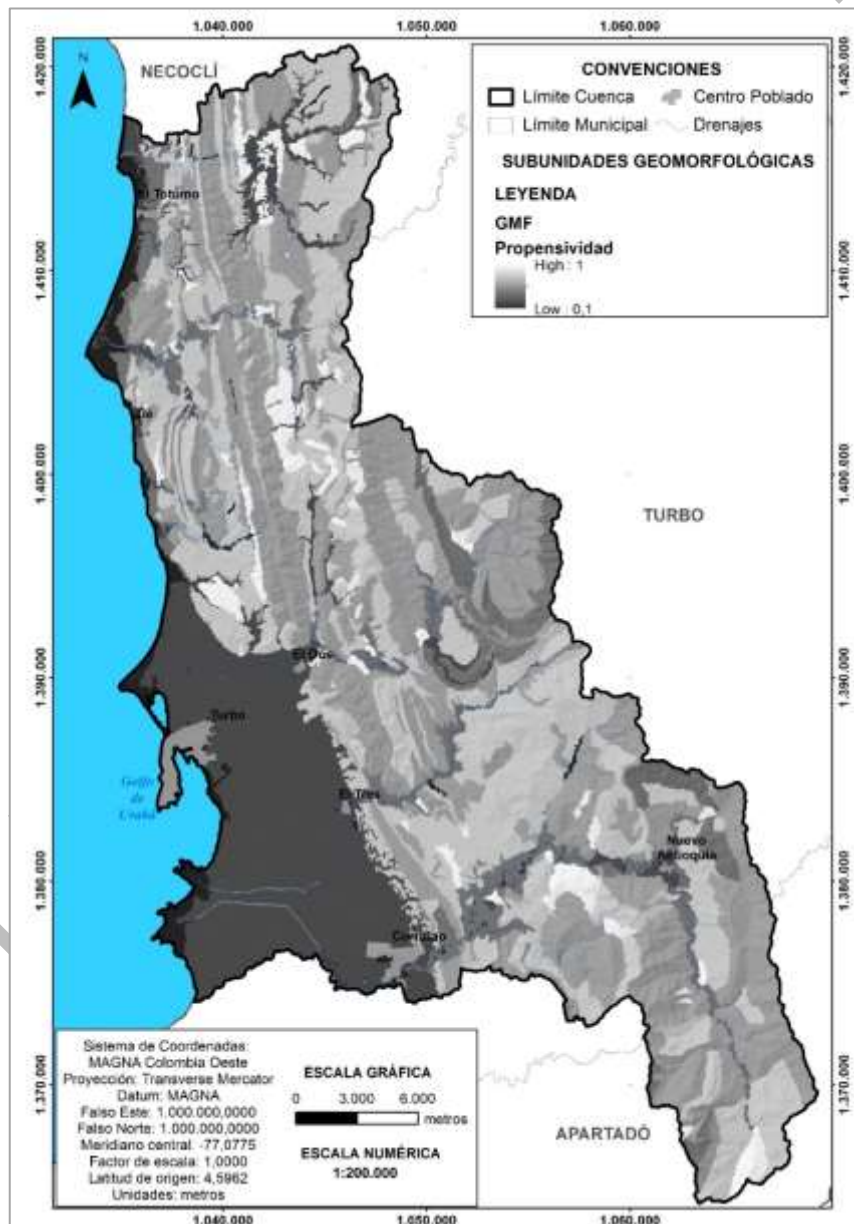 1.040.000 1.050.000 1.060.000
1.420.000
1.420.000
N
NECOCLÍ
CONVENCIONES
Límite Cuenca
Centro Poblado
Límite Municipal
Drenajes
SUBUNIDADES GEOMORFOLÓGICAS
LEYENDA
GMF
Propensividad
High : 1
Low : 0,1
El Totumo
1.410.000
1.410.000
1.400.000
1.400.000
TURBO
El Dos
1.390.000
1.390.000
Turbo
Golfo
de
Urabá
El Tres
Nuevo
Antioquia
1.380.000
1.380.000
Currulao
Sistema de Coordenadas:
MAGNA Colombia Oeste
Proyección: Transverse Mercator
Datum: MAGNA
Falso Este: 1.000.000,0000
Falso Norte: 1.000.000,0000
Meridiano central: -77,0775
Factor de escala: 1,0000
Latitud de origen: 4,5962
Unidades: metros
ESCALA GRÁFICA
0 3.000 6.000
metros
ESCALA NUMÉRICA
1:200.000
1.370.000
1.370.000
APARTADÓ
1.040.000 1.050.000 1.060.000